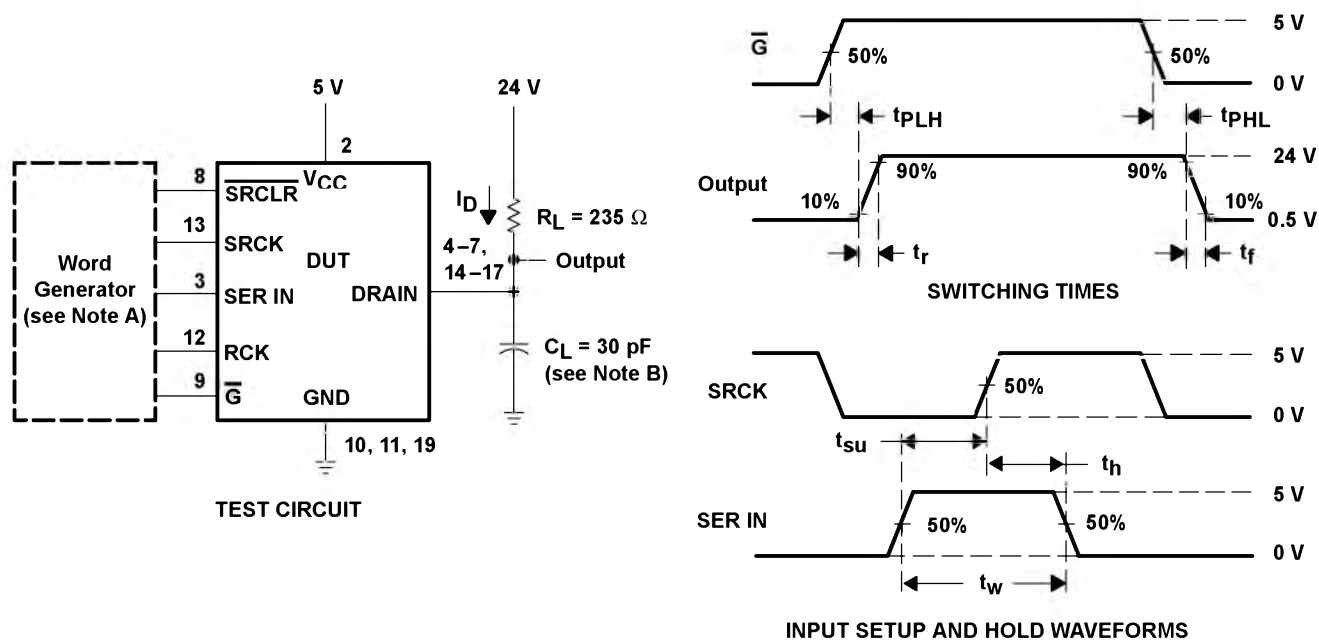 5 V
24 V
2
8
SRCLR
VCC
ID
RL = 235 Ω
13
SRCK
DUT
4–7,
14–17
Output
Word
Generator
(see Note A)
3
SER IN
DRAIN
12
RCK
CL = 30 pF
(see Note B)
9
G
GND
10, 11, 19
TEST CIRCUIT
G
50%
50%
5 V
0 V
tPLH
tPHL
Output
10%
90%
90%
10%
24 V
0.5 V
tr
tf
SWITCHING TIMES
SRCK
50%
5 V
0 V
tsu
th
SER IN
50%
50%
5 V
0 V
tw
INPUT SETUP AND HOLD WAVEFORMS